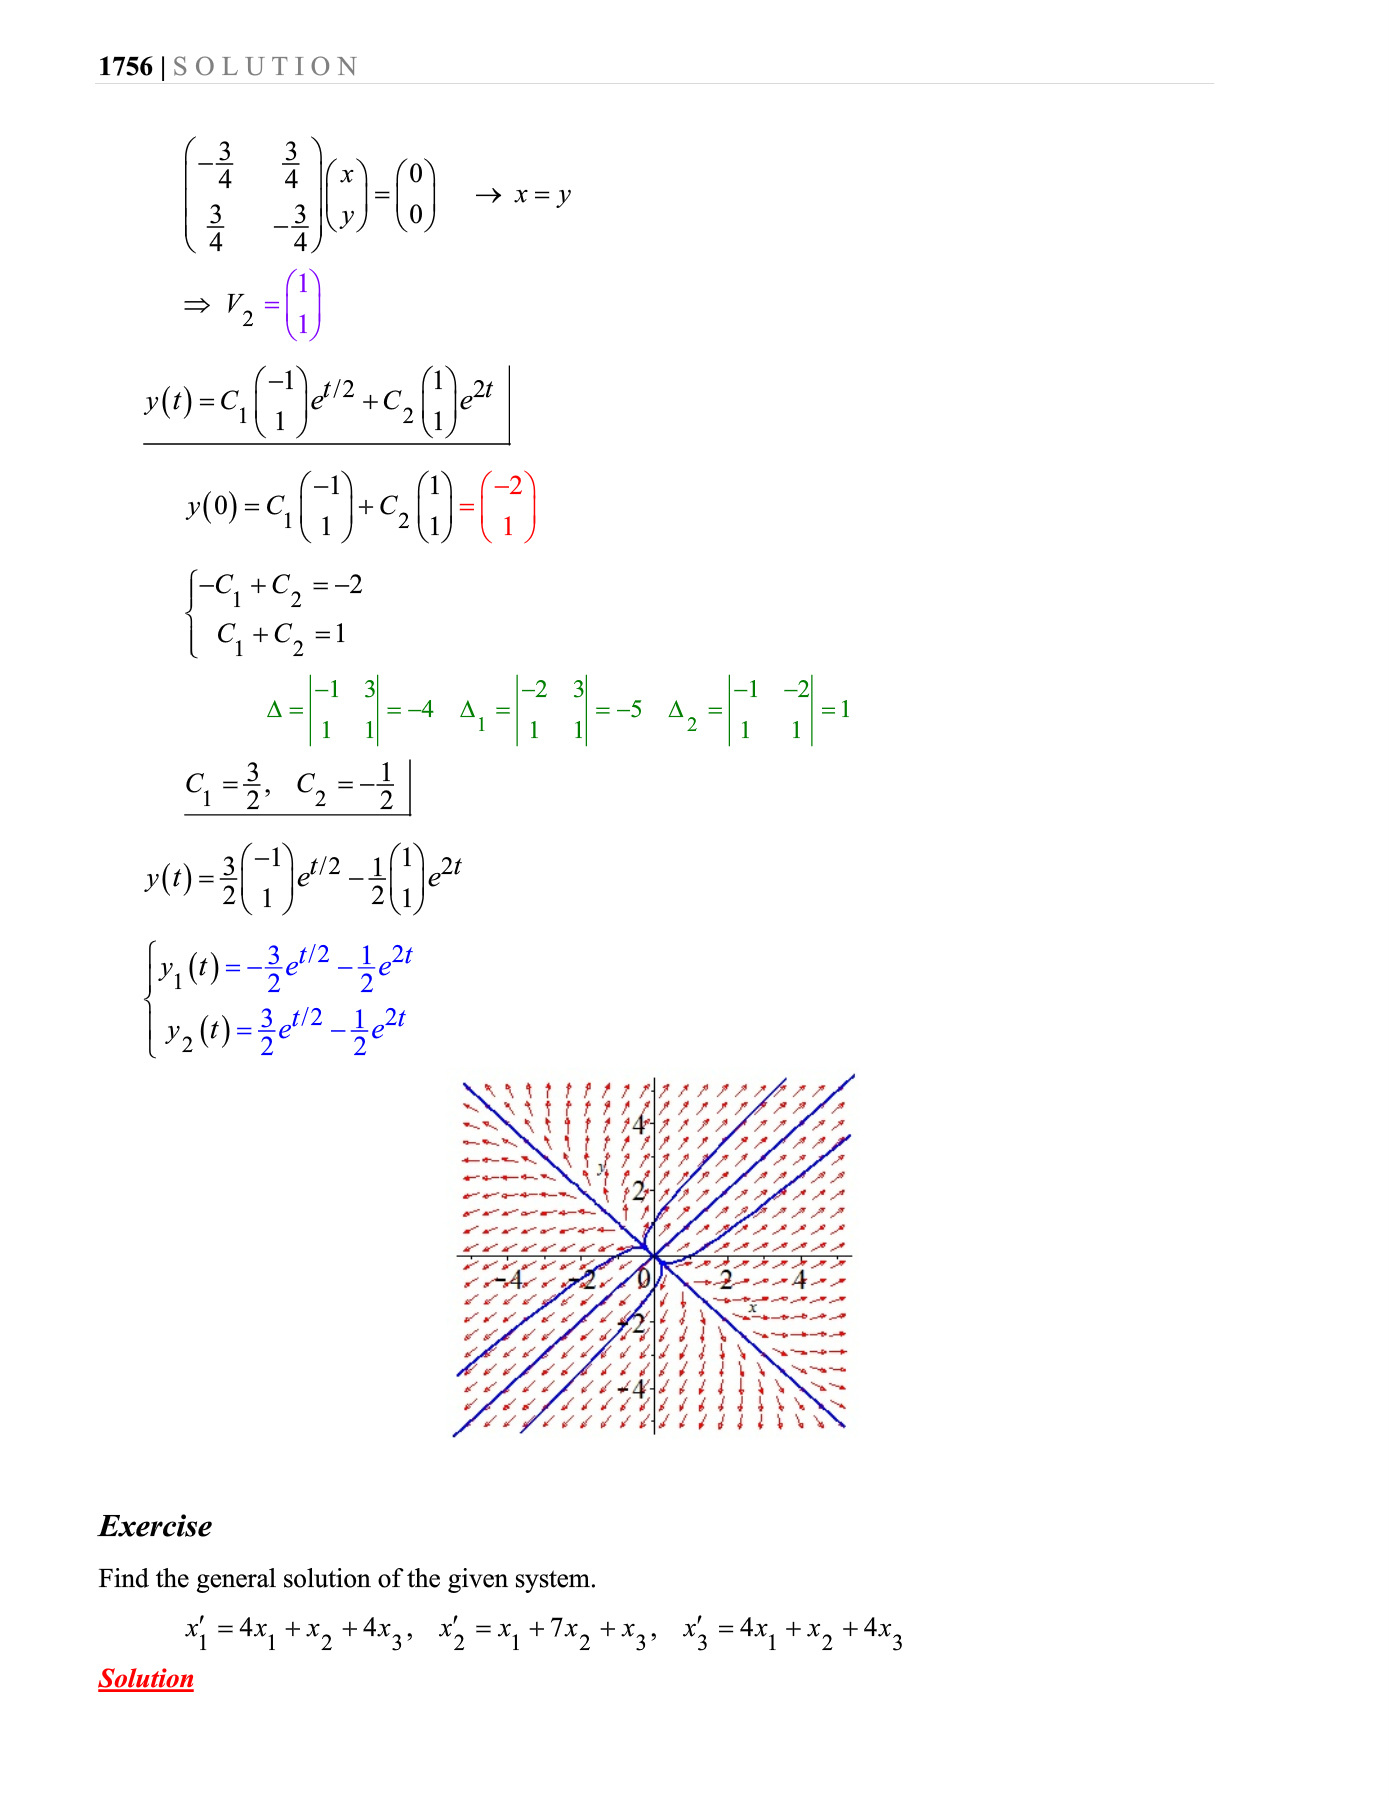 1756 | SOLUTION
$\begin{pmatrix} -\frac{3}{4} & \frac{3}{4} \\ \frac{3}{4} & -\frac{3}{4} \end{pmatrix} \begin{pmatrix} x \\ y \end{pmatrix} = \begin{pmatrix} 0 \\ 0 \end{pmatrix} \quad \rightarrow x = y$
$\Rightarrow V_2 = \begin{pmatrix} 1 \\ 1 \end{pmatrix}$
$y(t) = C_1 \begin{pmatrix} -1 \\ 1 \end{pmatrix} e^{t/2} + C_2 \begin{pmatrix} 1 \\ 1 \end{pmatrix} e^{2t}$
$y(0) = C_1 \begin{pmatrix} -1 \\ 1 \end{pmatrix} + C_2 \begin{pmatrix} 1 \\ 1 \end{pmatrix} = \begin{pmatrix} -2 \\ 1 \end{pmatrix}$
$\begin{cases} -C_1 + C_2 = -2 \\ C_1 + C_2 = 1 \end{cases}$
$\Delta = \begin{vmatrix} -1 & 3 \\ 1 & 1 \end{vmatrix} = -4 \quad \Delta_1 = \begin{vmatrix} -2 & 3 \\ 1 & 1 \end{vmatrix} = -5 \quad \Delta_2 = \begin{vmatrix} -1 & -2 \\ 1 & 1 \end{vmatrix} = 1$
$C_1 = \frac{3}{2}, \quad C_2 = -\frac{1}{2}$
$y(t) = \frac{3}{2} \begin{pmatrix} -1 \\ 1 \end{pmatrix} e^{t/2} - \frac{1}{2} \begin{pmatrix} 1 \\ 1 \end{pmatrix} e^{2t}$
$\begin{cases} y_1(t) = -\frac{3}{2} e^{t/2} - \frac{1}{2} e^{2t} \\ y_2(t) = \frac{3}{2} e^{t/2} - \frac{1}{2} e^{2t} \end{cases}$
4
y
2
-4 -2 0 2 4
x
-2
-4
Exercise
Find the general solution of the given system.
$x_1' = 4x_1 + x_2 + 4x_3, \quad x_2' = x_1 + 7x_2 + x_3, \quad x_3' = 4x_1 + x_2 + 4x_3$
Solution